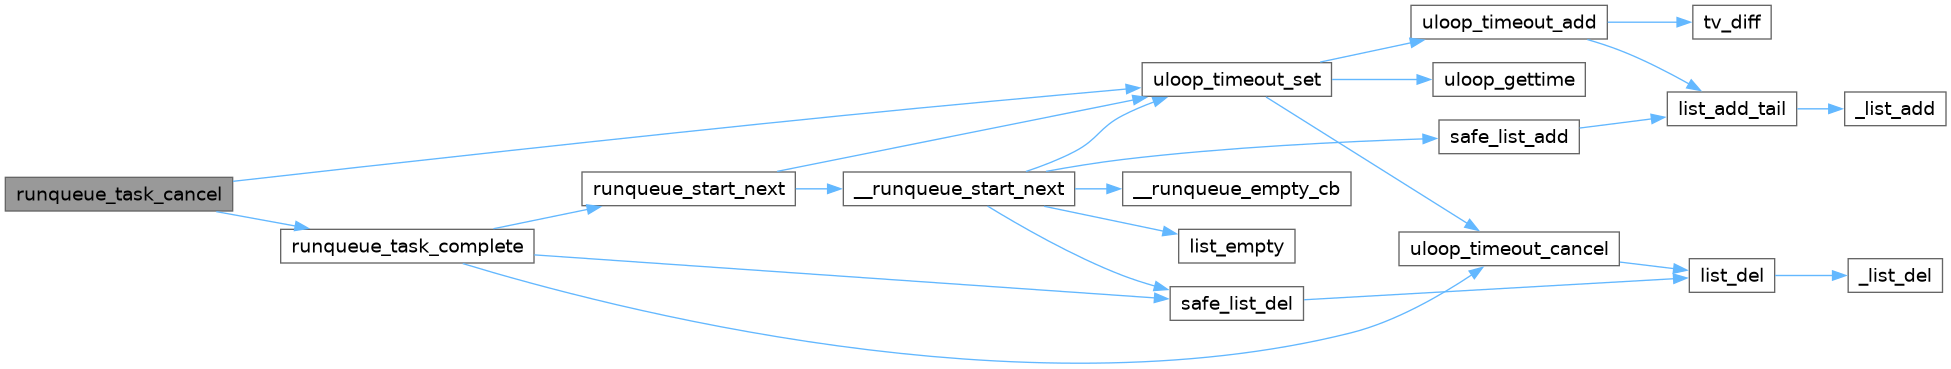 runqueue_task_cancel
runqueue_task_complete
runqueue_start_next
__runqueue_start_next
uloop_timeout_set
__runqueue_empty_cb
list_empty
safe_list_del
uloop_timeout_add
uloop_gettime
safe_list_add
uloop_timeout_cancel
tv_diff
list_add_tail
list_del
_list_add
_list_del